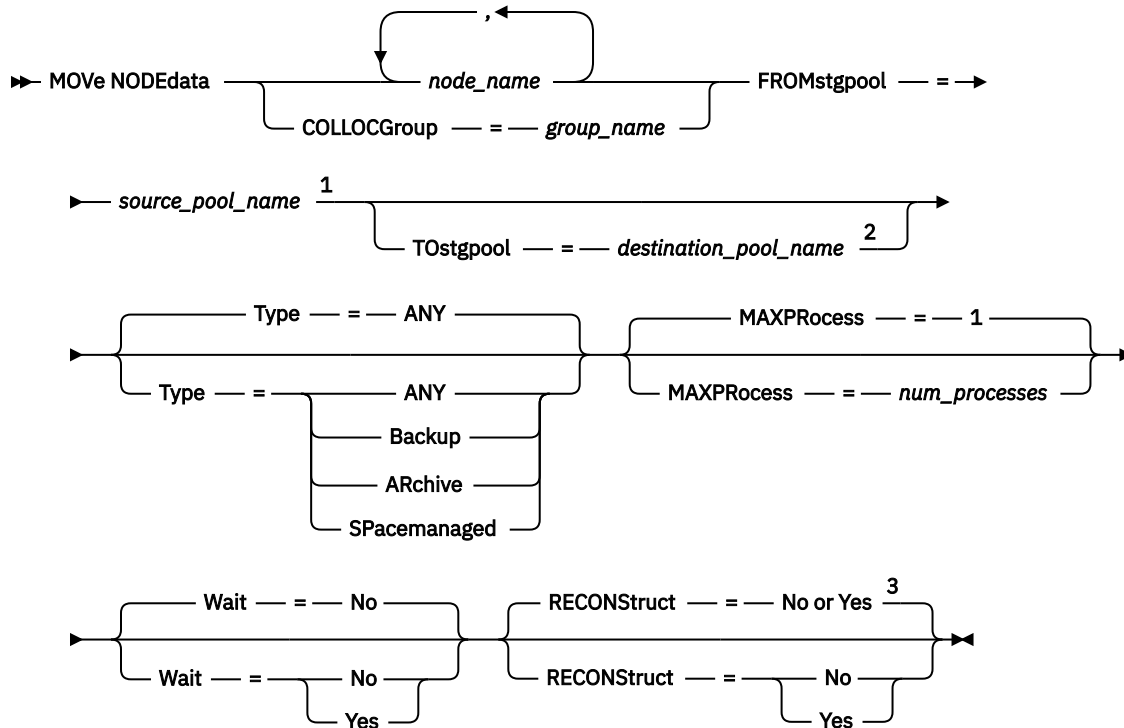 ,
MOVe NODEdata node_name FROMstgpool =
COLLOCGroup = group_name
source_pool_name 1
TOstgpool = destination_pool_name 2
Type = ANY MAXPRocess = 1
Type = ANY MAXPRocess = num_processes
Backup
ARchive
SPacemanaged
Wait = No RECONStruct = No or Yes 3
Wait = No RECONStruct = No
Yes Yes